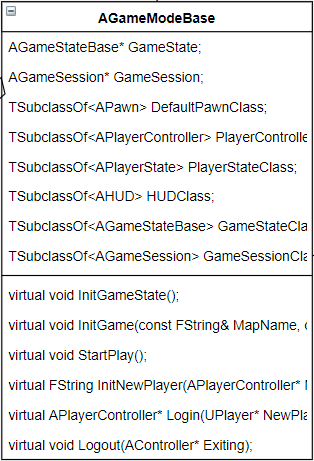 AGameModeBase
AGameStateBase* GameState;
AGameSession* GameSession;
TSubclassOf<APawn> DefaultPawnClass;
TSubclassOf<APlayerController> PlayerControlle
TSubclassOf<APlayerState> PlayerStateClass;
TSubclassOf<AHUD> HUDClass;
TSubclassOf<AGameStateBase> GameStateCla
TSubclassOf<AGameSession> GameSessionCla
virtual void InitGameState();
virtual void InitGame(const FString& MapName,
virtual void StartPlay();
virtual FString InitNewPlayer(APlayerController*
virtual APlayerController* Login(UPlayer* NewPla
virtual void Logout(AController* Exiting);